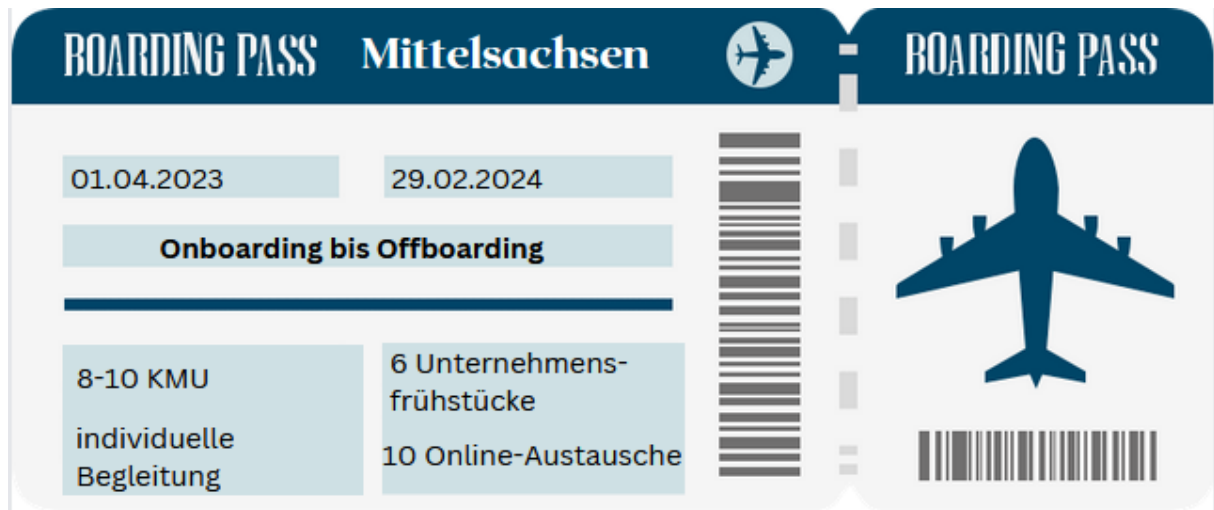 BOARDING PASS Mittelsachsen
BOARDING PASS
01.04.2023
29.02.2024
Onboarding bis Offboarding
8-10 KMU
individuelle
Begleitung
6 Unternehmens-
frühstücke
10 Online-Austausche